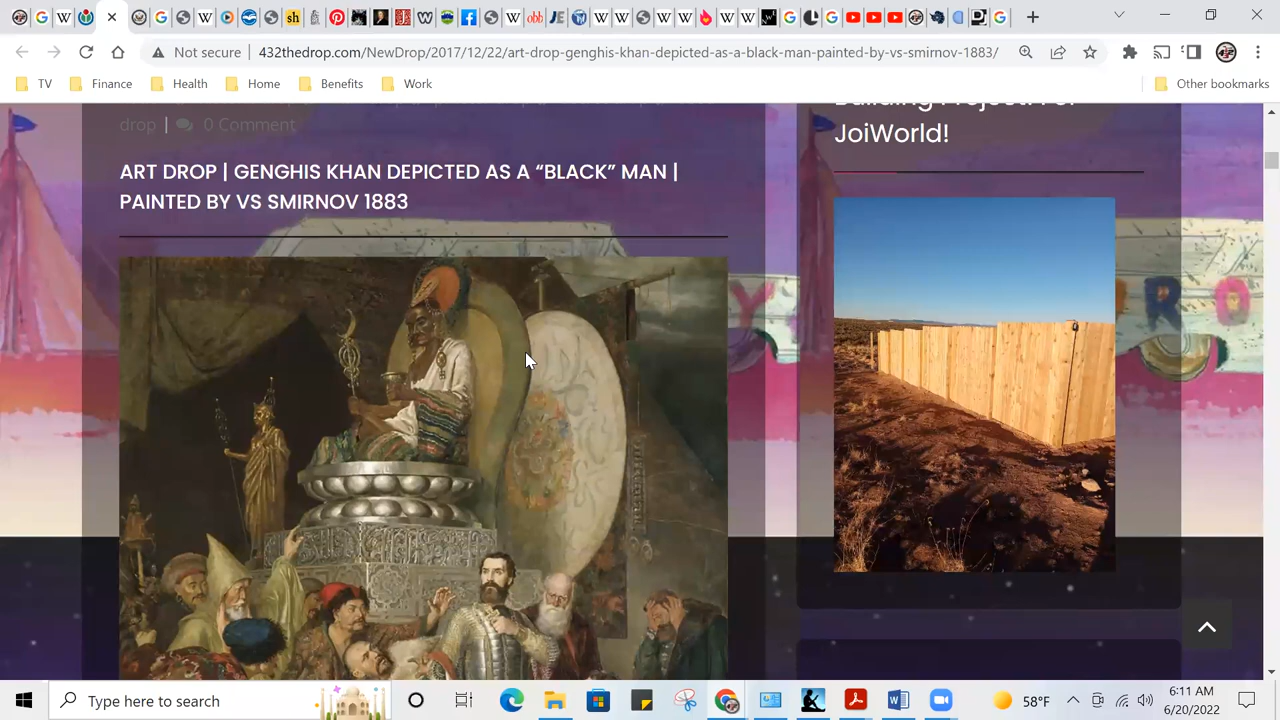 Not secure | 432thedrop.com/NewDrop/2017/12/22/art-drop-genghis-khan-depicted-as-a-black-man-painted-by-vs-smirnov-1883/
TV Finance Health Home Benefits Work Other bookmarks
drop | 0 Comment
ART DROP | GENGHIS KHAN DEPICTED AS A “BLACK” MAN |
PAINTED BY VS SMIRNOV 1883
JoiWorld!
Type here to search
58°F
6:11 AM
6/20/2022